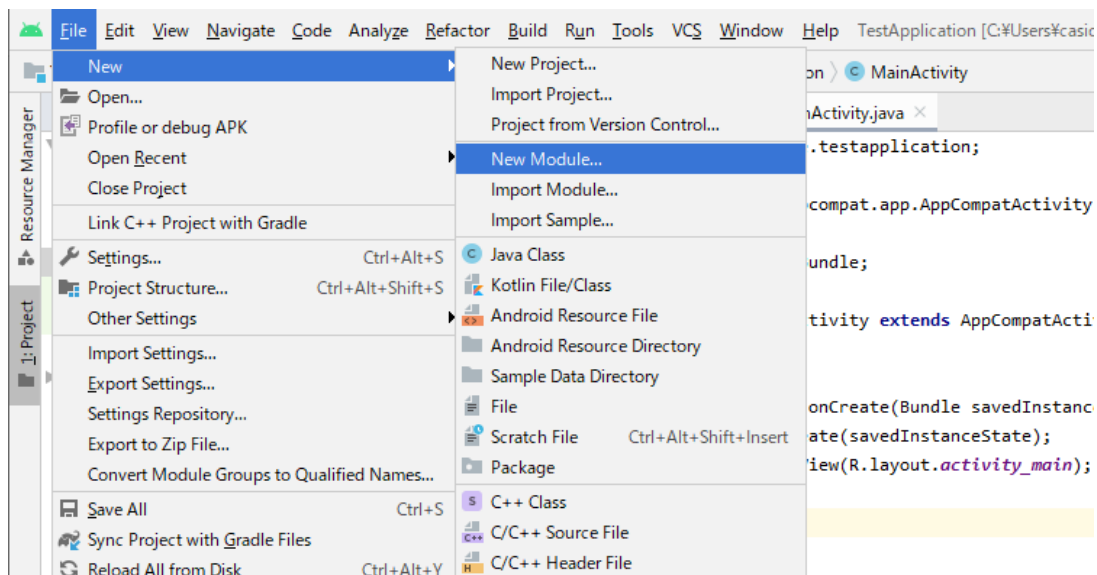 File Edit View Navigate Code Analyze Refactor Build Run Tools VCS Window Help TestApplication [C:¥Users¥casio
New
Open...
Profile or debug APK
Open Recent
Close Project
Link C++ Project with Gradle
Settings... Ctrl+Alt+S
Project Structure... Ctrl+Alt+Shift+S
Other Settings
Import Settings...
Export Settings...
Settings Repository...
Export to Zip File...
Convert Module Groups to Qualified Names...
Save All Ctrl+S
Sync Project with Gradle Files
Reload All from Disk Ctrl+Alt+Y
New Project...
Import Project...
Project from Version Control...
New Module...
Import Module...
Import Sample...
C Java Class
Kotlin File/Class
Android Resource File
Android Resource Directory
Sample Data Directory
File
Scratch File Ctrl+Alt+Shift+Insert
Package
S C++ Class
C++ C/C++ Source File
H C/C++ Header File
on C MainActivity
nActivity.java
.testapplication;
compat.app.AppCompatActivity
undle;
tivity extends AppCompatActi
onCreate(Bundle savedInstanc
ate(savedInstanceState);
iew(R.layout.activity_main);
Resource Manager
1: Project